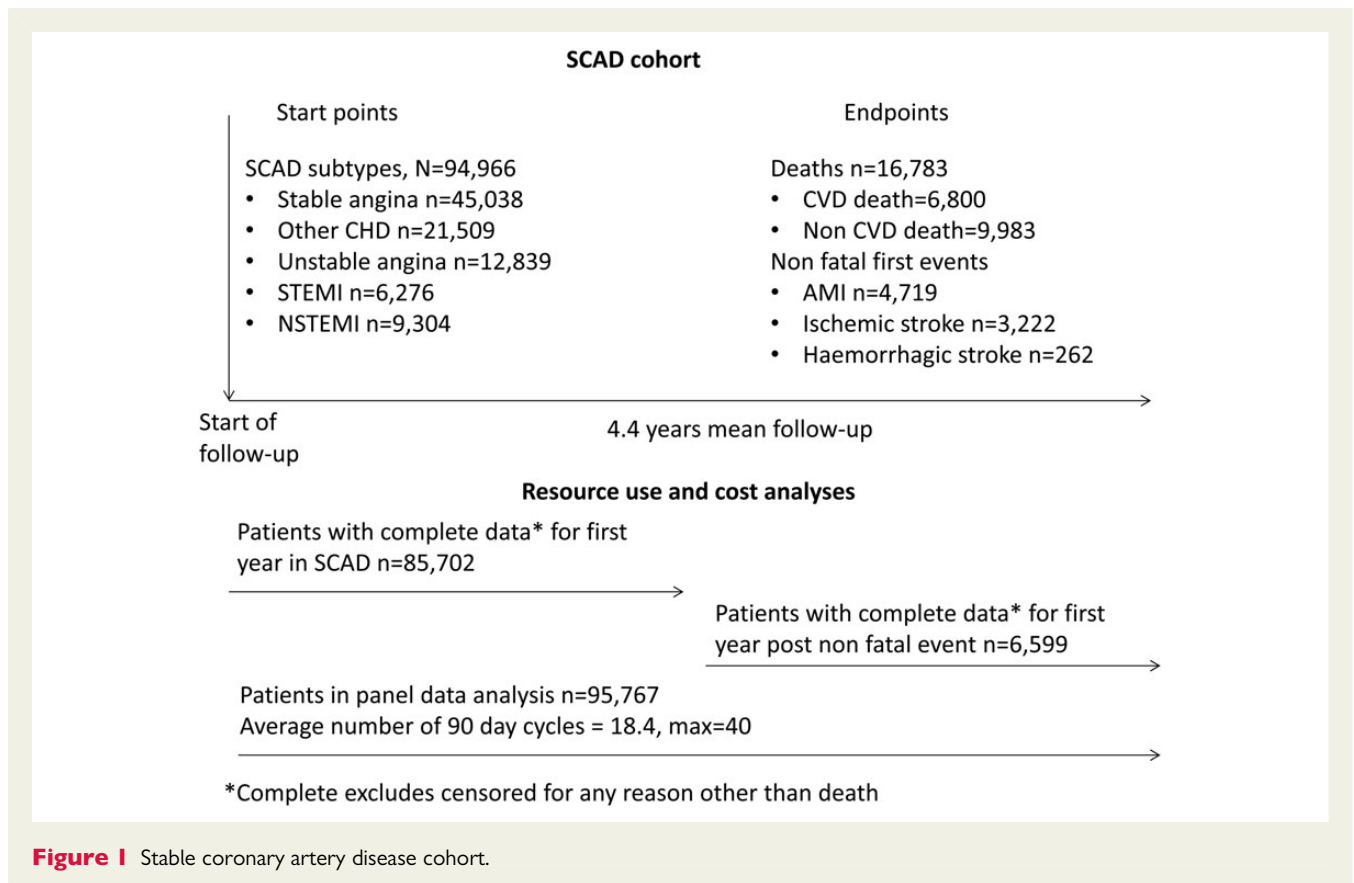 SCAD cohort
Start points
SCAD subtypes, N=94,966
• Stable angina n=45,038
• Other CHD n=21,509
• Unstable angina n=12,839
• STEMI n=6,276
• NSTEMI n=9,304
Endpoints
Deaths n=16,783
• CVD death=6,800
• Non CVD death=9,983
Non fatal first events
• AMI n=4,719
• Ischemic stroke n=3,222
• Haemorrhagic stroke n=262
Start of
follow-up
4.4 years mean follow-up
Resource use and cost analyses
Patients with complete data* for first
year in SCAD n=85,702
Patients with complete data* for first
year post non fatal event n=6,599
Patients in panel data analysis n=95,767
Average number of 90 day cycles = 18.4, max=40
*Complete excludes censored for any reason other than death
Figure 1 Stable coronary artery disease cohort.